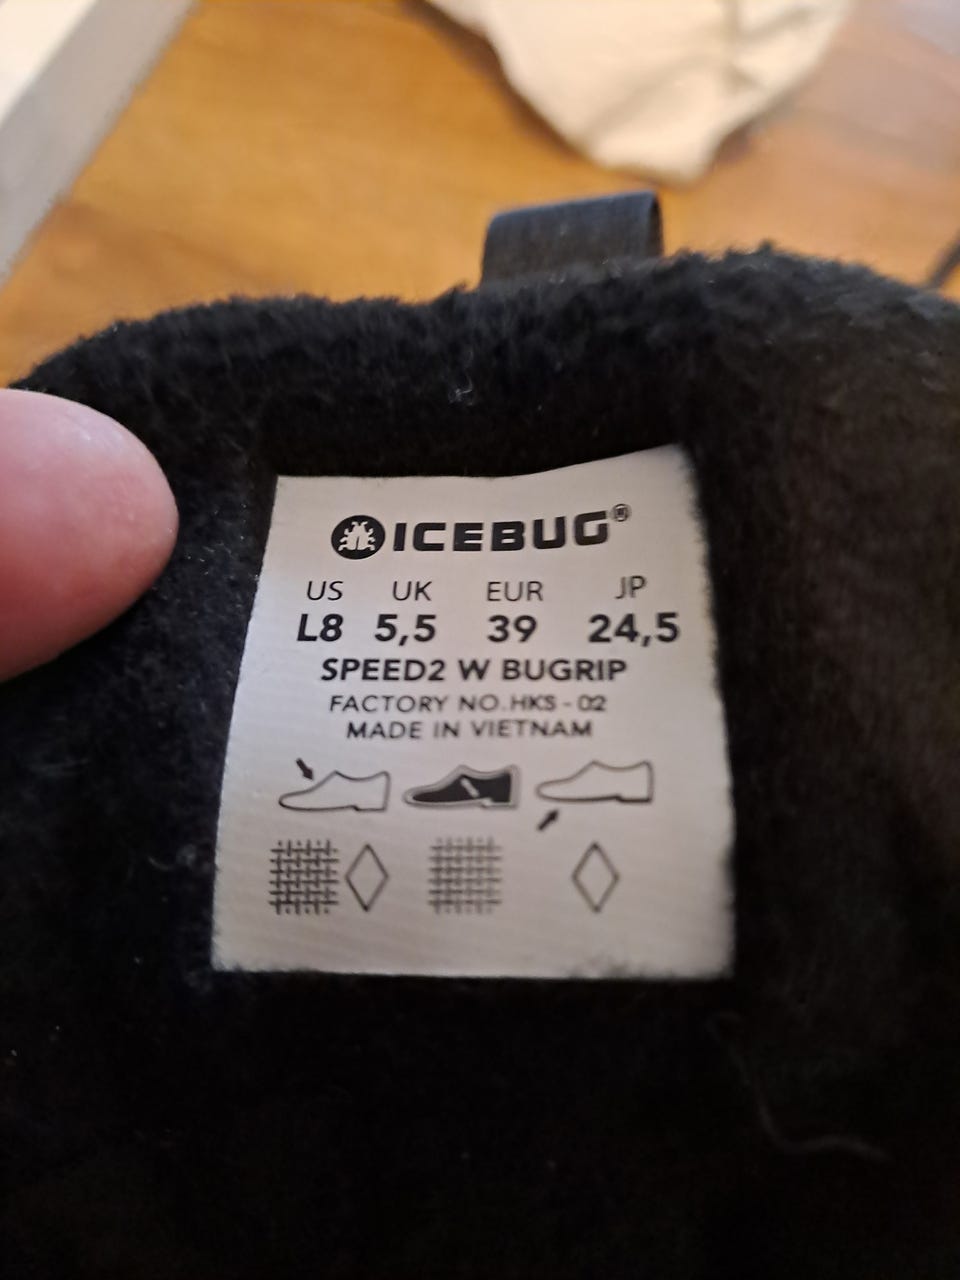 ICEBUG®
US UK EUR JP
L8 5,5 39 24,5
SPEED2 W BUGRIP
FACTORY NO.HKS - 02
MADE IN VIETNAM